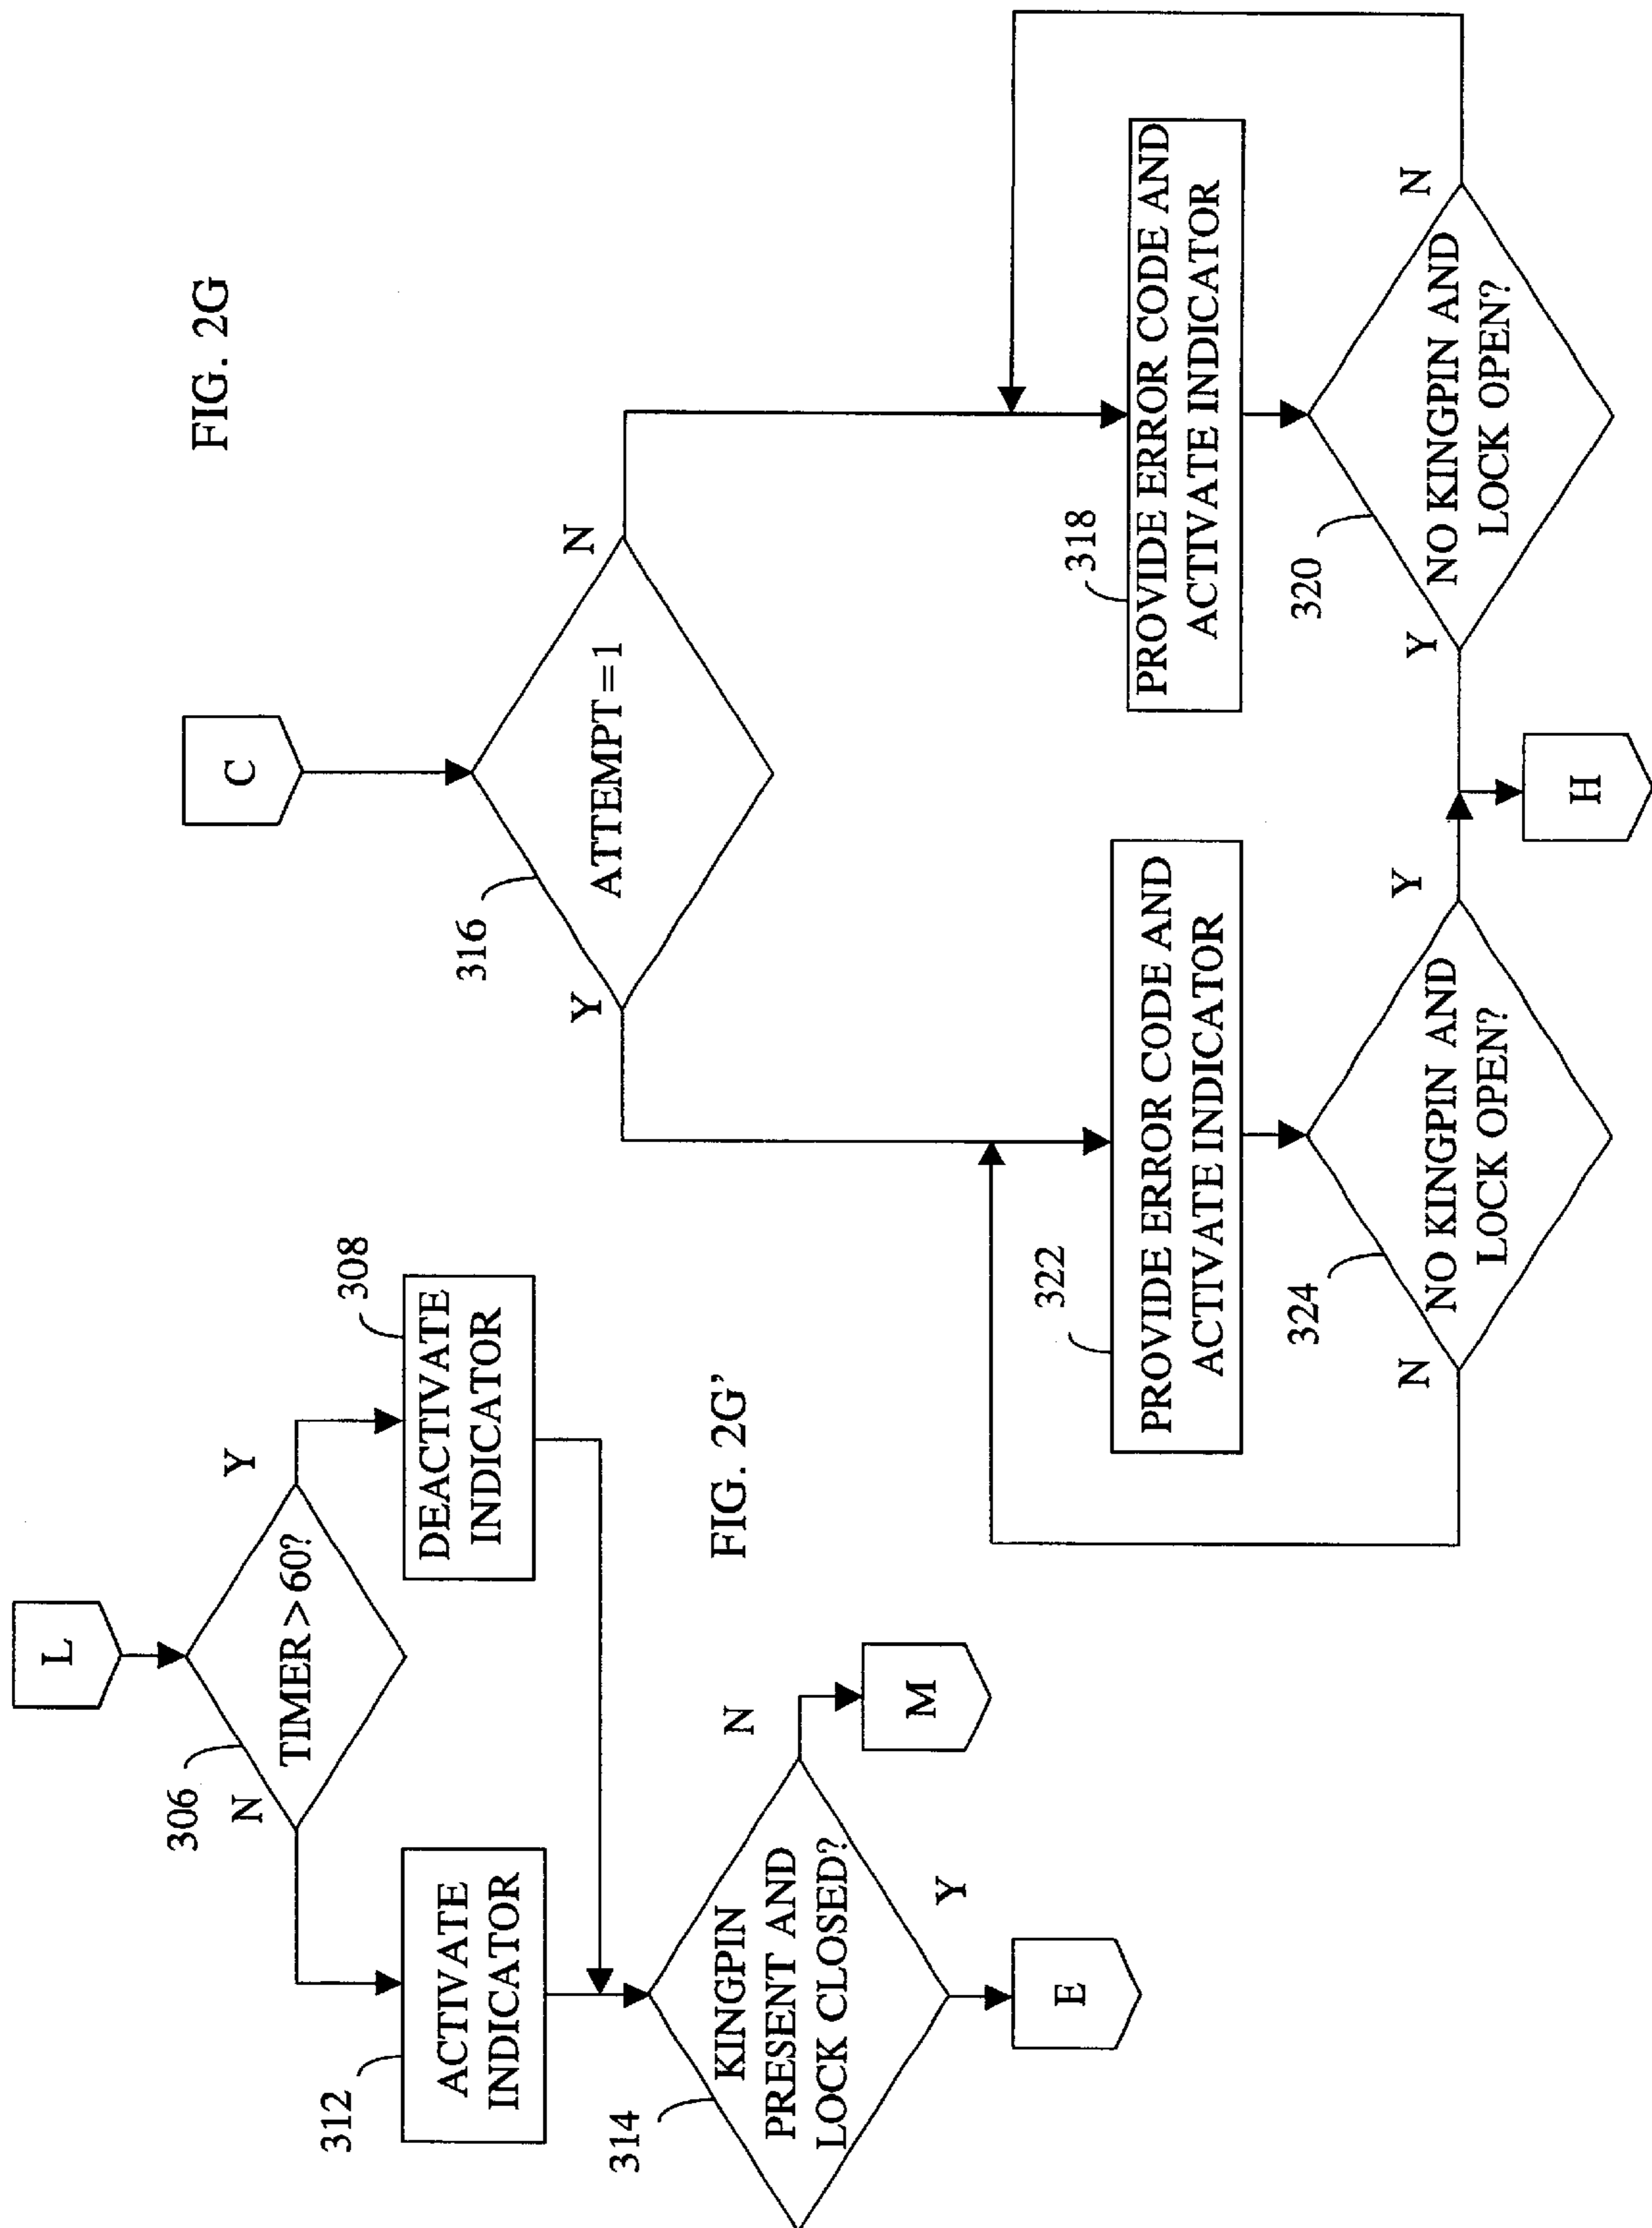 FIG. 2G
C
316
ATTEMPT = 1
Y
N
318
PROVIDE ERROR CODE AND
ACTIVATE INDICATOR
320
NO KINGPIN AND
LOCK OPEN?
Y
N
322
PROVIDE ERROR CODE AND
ACTIVATE INDICATOR
324
NO KINGPIN AND
LOCK OPEN?
N
Y
H
FIG. 2G'
L
306
TIMER > 60?
N
Y
308
DEACTIVATE
INDICATOR
312
ACTIVATE
INDICATOR
314
KINGPIN
PRESENT AND
LOCK CLOSED?
N
Y
M
E